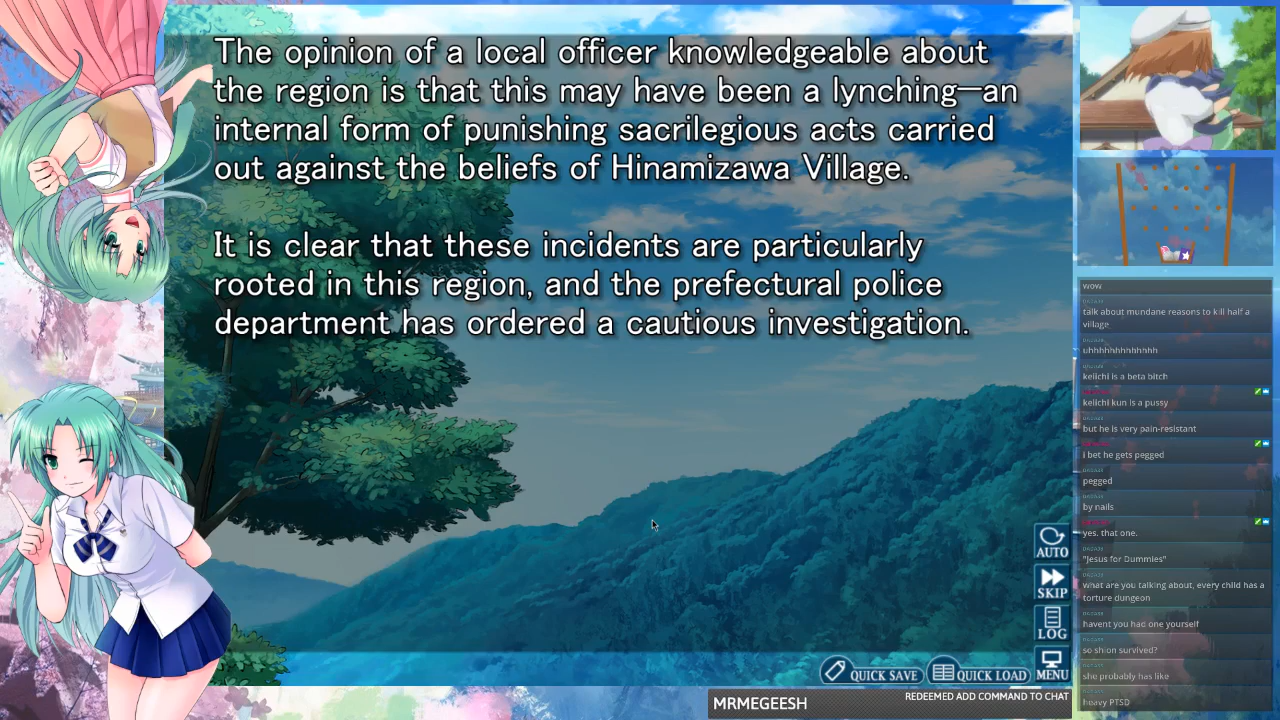 The opinion of a local officer knowledgeable about
the region is that this may have been a lynching—an
internal form of punishing sacrilegious acts carried
out against the beliefs of Hinamizawa Village.
It is clear that these incidents are particularly
rooted in this region, and the prefectural police
department has ordered a cautious investigation.
AUTO
SKIP
LOG
MENU
QUICK SAVE
QUICK LOAD
MRMEGEESH
REDEEMED ADD COMMAND TO CHAT
wow
talk about mundane reasons to kill half a
village
uhhhhhhhhhhhhh
keiichi is a beta bitch
keiichi kun is a pussy
but he is very pain-resistant
i bet he gets pegged
pegged
by nails
yes. that one.
"Jesus for Dummies"
what are you talking about, every child has a
torture dungeon
havent you had one yourself
so shion survived?
she probably has like
heavy PTSD